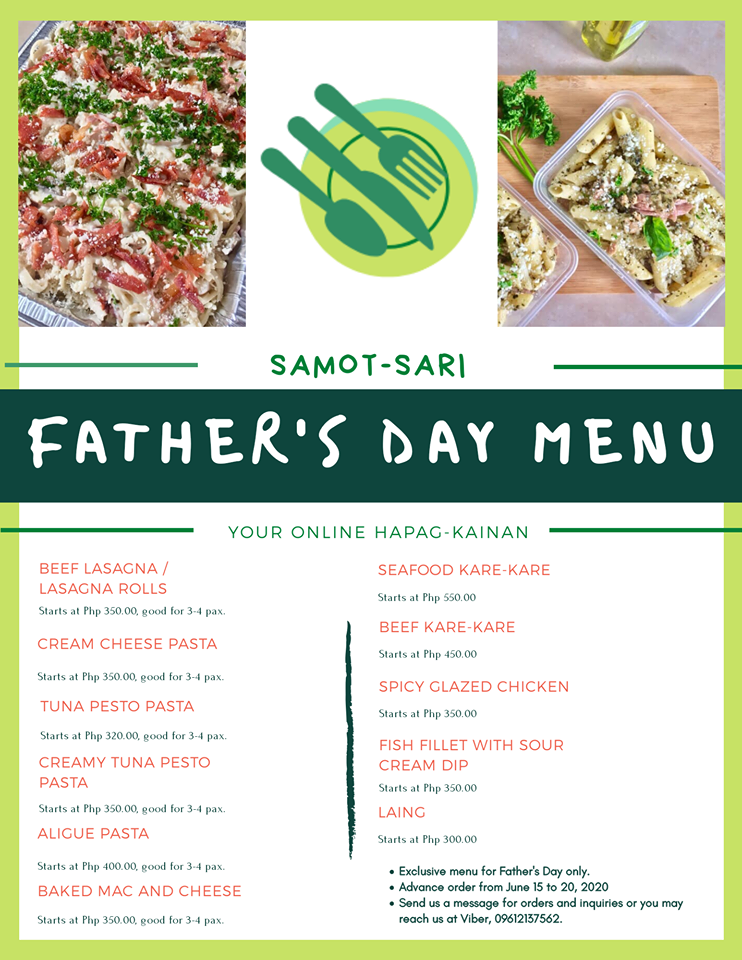 SAMOT-SARI
FATHER'S DAY MENU
YOUR ONLINE HAPAG-KAINAN
BEEF LASAGNA /
LASAGNA ROLLS
Starts at Php 350.00, good for 3-4 pax.
CREAM CHEESE PASTA
Starts at Php 350.00, good for 3-4 pax.
TUNA PESTO PASTA
Starts at Php 320.00, good for 3-4 pax.
CREAMY TUNA PESTO
PASTA
Starts at Php 350.00, good for 3-4 pax.
ALIGUE PASTA
Starts at Php 400.00, good for 3-4 pax.
BAKED MAC AND CHEESE
Starts at Php 350.00, good for 3-4 pax.
SEAFOOD KARE-KARE
Starts at Php 550.00
BEEF KARE-KARE
Starts at Php 450.00
SPICY GLAZED CHICKEN
Starts at Php 350.00
FISH FILLET WITH SOUR
CREAM DIP
Starts at Php 350.00
LAING
Starts at Php 300.00
• Exclusive menu for Father's Day only.
• Advance order from June 15 to 20, 2020
• Send us a message for orders and inquiries or you may
reach us at Viber, 09612137562.